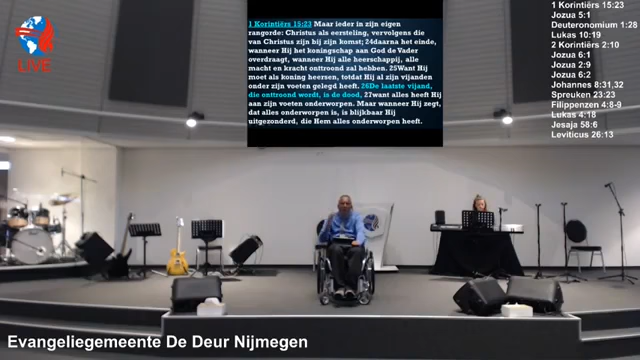 LIVE
1 Korintiërs 15:23 Maar ieder in zijn eigen
rangorde: Christus als eersteling, vervolgens die
van Christus zijn bij zijn komst; 24daarna het einde,
wanneer Hij het koningschap aan God de Vader
overdraagt, wanneer Hij alle heerschappij, alle
macht en kracht onttroond zal hebben. 25Want Hij
moet als koning heersen, totdat Hij al zijn vijanden
onder zijn voeten gelegd heeft. 26De laatste vijand,
die onttroond wordt, is de dood, 27want alles heeft Hij
aan zijn voeten onderworpen. Maar wanneer Hij zegt,
dat alles onderworpen is, is blijkbaar Hij
uitgezonderd, die Hem alles onderworpen heeft.
1 Korintiërs 15:23
Jozua 5:1
Deuteronomium 1:28
Lukas 10:19
2 Korintiërs 2:10
Jozua 6:1
Jozua 2:9
Jozua 6:2
Johannes 8:31,32
Spreuken 23:23
Filippenzen 4:8-9
Lukas 4:18
Jesaja 58:6
Leviticus 26:13
Evangeliegemeente De Deur Nijmegen